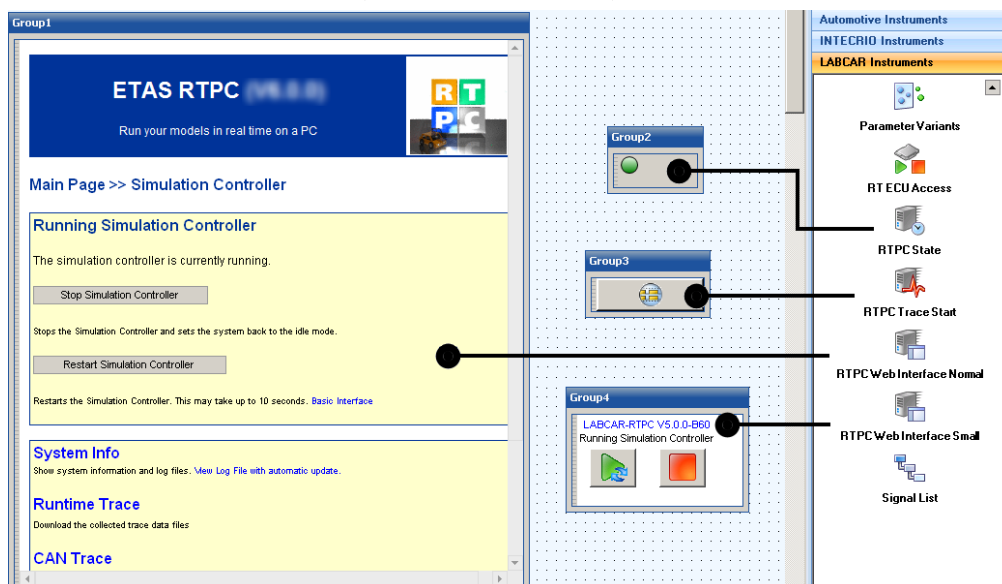 Group1
ETAS RTPC
Run your models in real time on a PC
RT
PC
Main Page >> Simulation Controller
Running Simulation Controller
The simulation controller is currently running.
Stop Simulation Controller
Stops the Simulation Controller and sets the system back to the idle mode.
Restart Simulation Controller
Restarts the Simulation Controller. This may take up to 10 seconds. Basic Interface
System Info
Show system information and log files. View Log File with automatic update.
Runtime Trace
Download the collected trace data files
CAN Trace
Group2
Group3
Group4
LABCAR-RTPC V5.0.0-B60
Running Simulation Controller
Automotive Instruments
INTECRIO Instruments
LABCAR Instruments
Parameter Variants
RT ECU Access
RTPC State
RTPC Trace Start
RTPC Web Interface Normal
RTPC Web Interface Small
Signal List